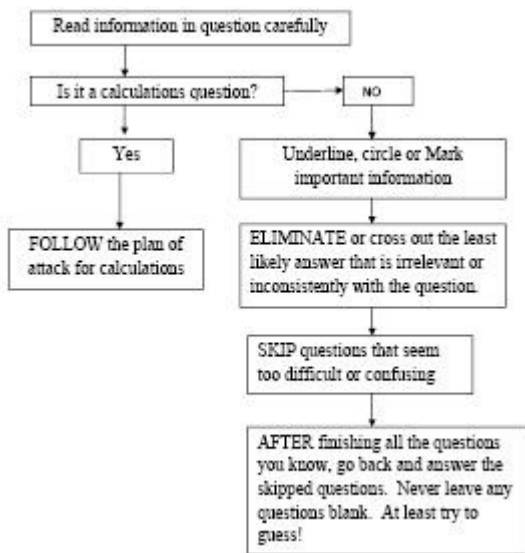 Read information in question carefully
Is it a calculations question?
NO
Yes
Underline, circle or Mark
important information
FOLLOW the plan of
attack for calculations
ELIMINATE or cross out the least
likely answer that is irrelevant or
inconsistently with the question.
SKIP questions that seem
too difficult or confusing
AFTER finishing all the questions
you know, go back and answer the
skipped questions. Never leave any
questions blank. At least try to
guess!